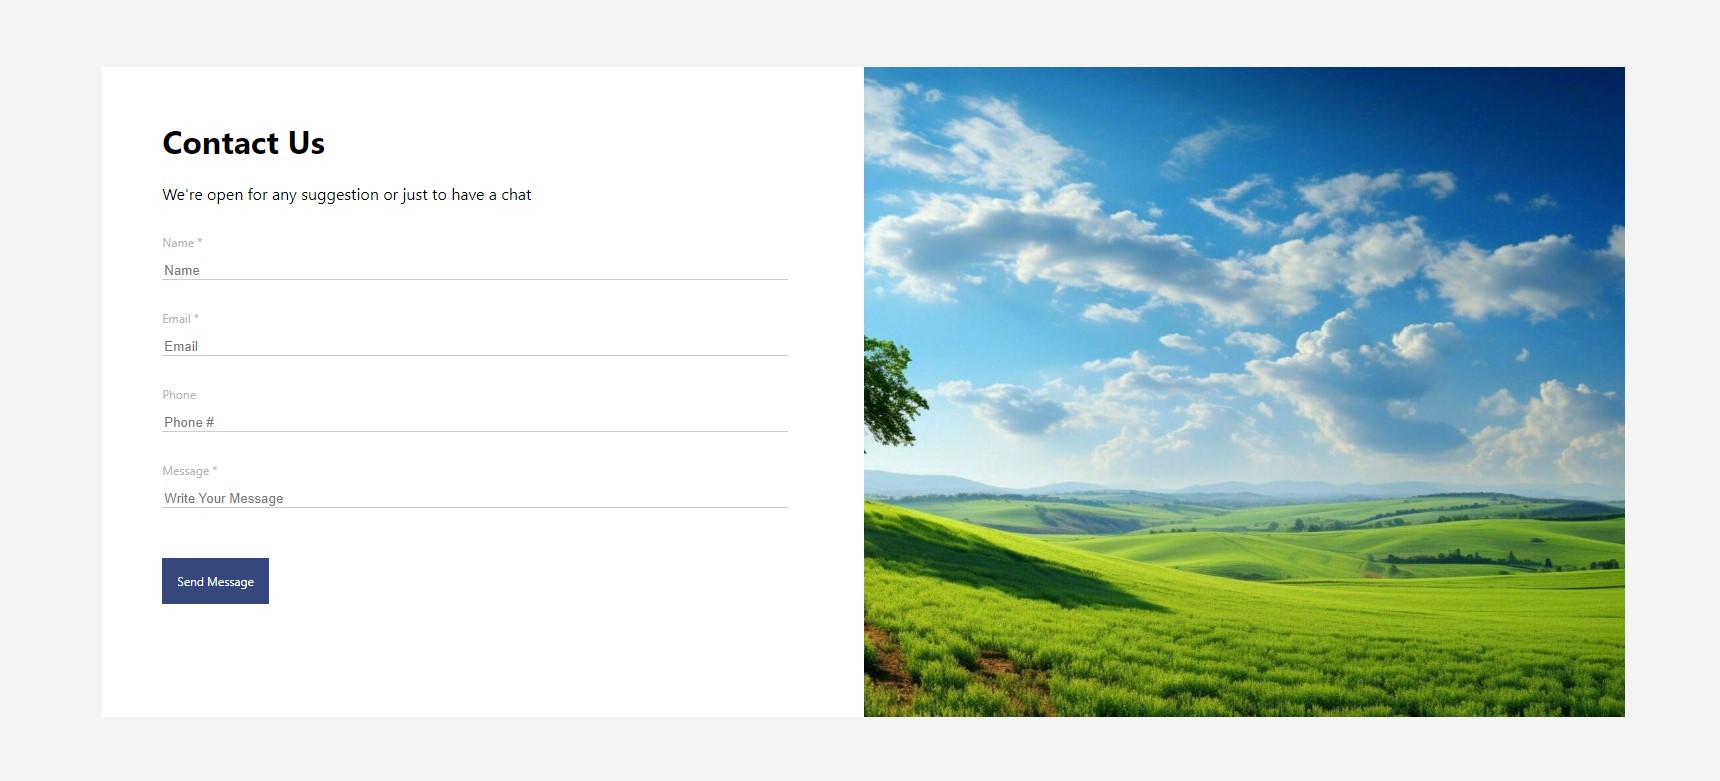 Contact Us
We're open for any suggestion or just to have a chat
Name *
Name
Email *
Email
Phone
Phone #
Message *
Write Your Message
Send Message